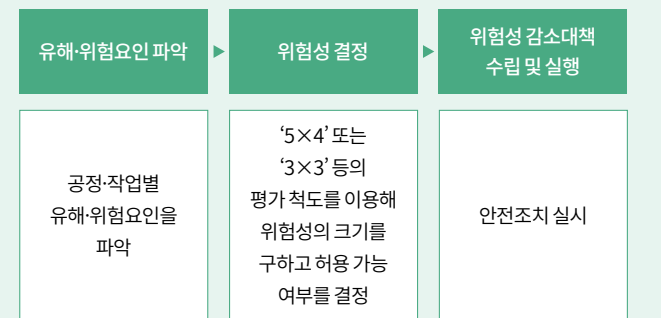 유해·위험요인 파악
위험성 결정
위험성 감소대책
수립 및 실행
공정·작업별
유해·위험요인을
파악
‘5×4’ 또는
‘3×3’ 등의
평가 척도를 이용해
위험성의 크기를
구하고 허용 가능
여부를 결정
안전조치 실시